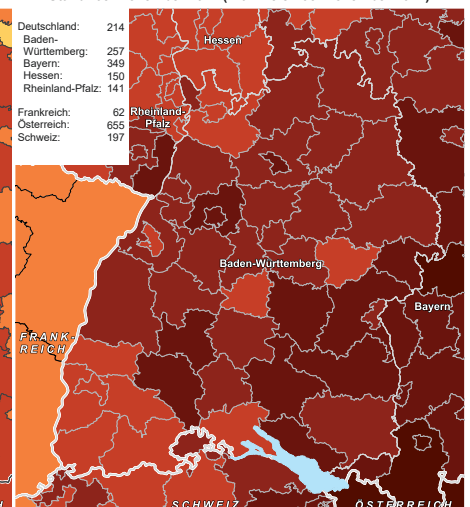 Deutschland: 214
Baden-
Württemberg: 257
Bayern: 349
Hessen: 150
Rheinland-Pfalz: 141
Frankreich: 62
Österreich: 655
Schweiz: 197
Hessen
Rheinland-
Pfalz
Baden-Württemberg
Bayern
FRANK-
REICH
SCHWEIZ
ÖSTERREICH